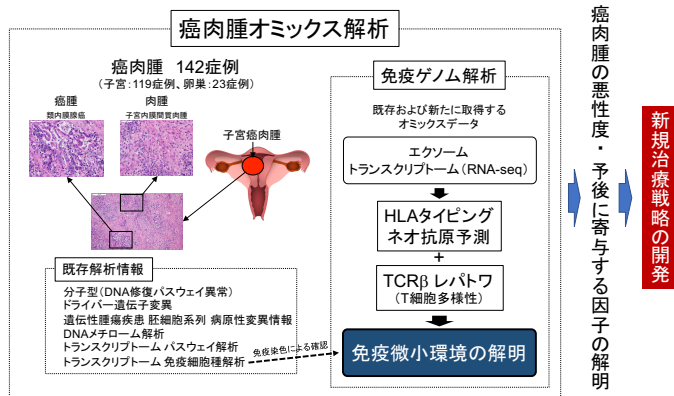 癌肉腫オミックス解析
癌肉腫 142症例
(子宮:119症例、卵巣:23症例)
癌腫
類内膜腺癌
肉腫
子宮内膜間質肉腫
子宮癌肉腫
既存解析情報
分子型(DNA修復パスウェイ異常)
ドライバー遺伝子変異
遺伝性腫瘍疾患 胚細胞系列 病原性変異情報
DNAメチローム解析
トランスクリプトーム パスウェイ解析
トランスクリプトーム 免疫細胞種解析
免疫染色による確認
免疫ゲノム解析
既存および新たに取得する
オミックスデータ
エクソーム
トランスクリプトーム(RNA-seq)
HLAタイピング
ネオ抗原予測
+
TCRβ レパトワ
(T細胞多様性)
免疫微小環境の解明
癌肉腫の悪性度・予後に寄与する因子の解明
新規治療戦略の開発